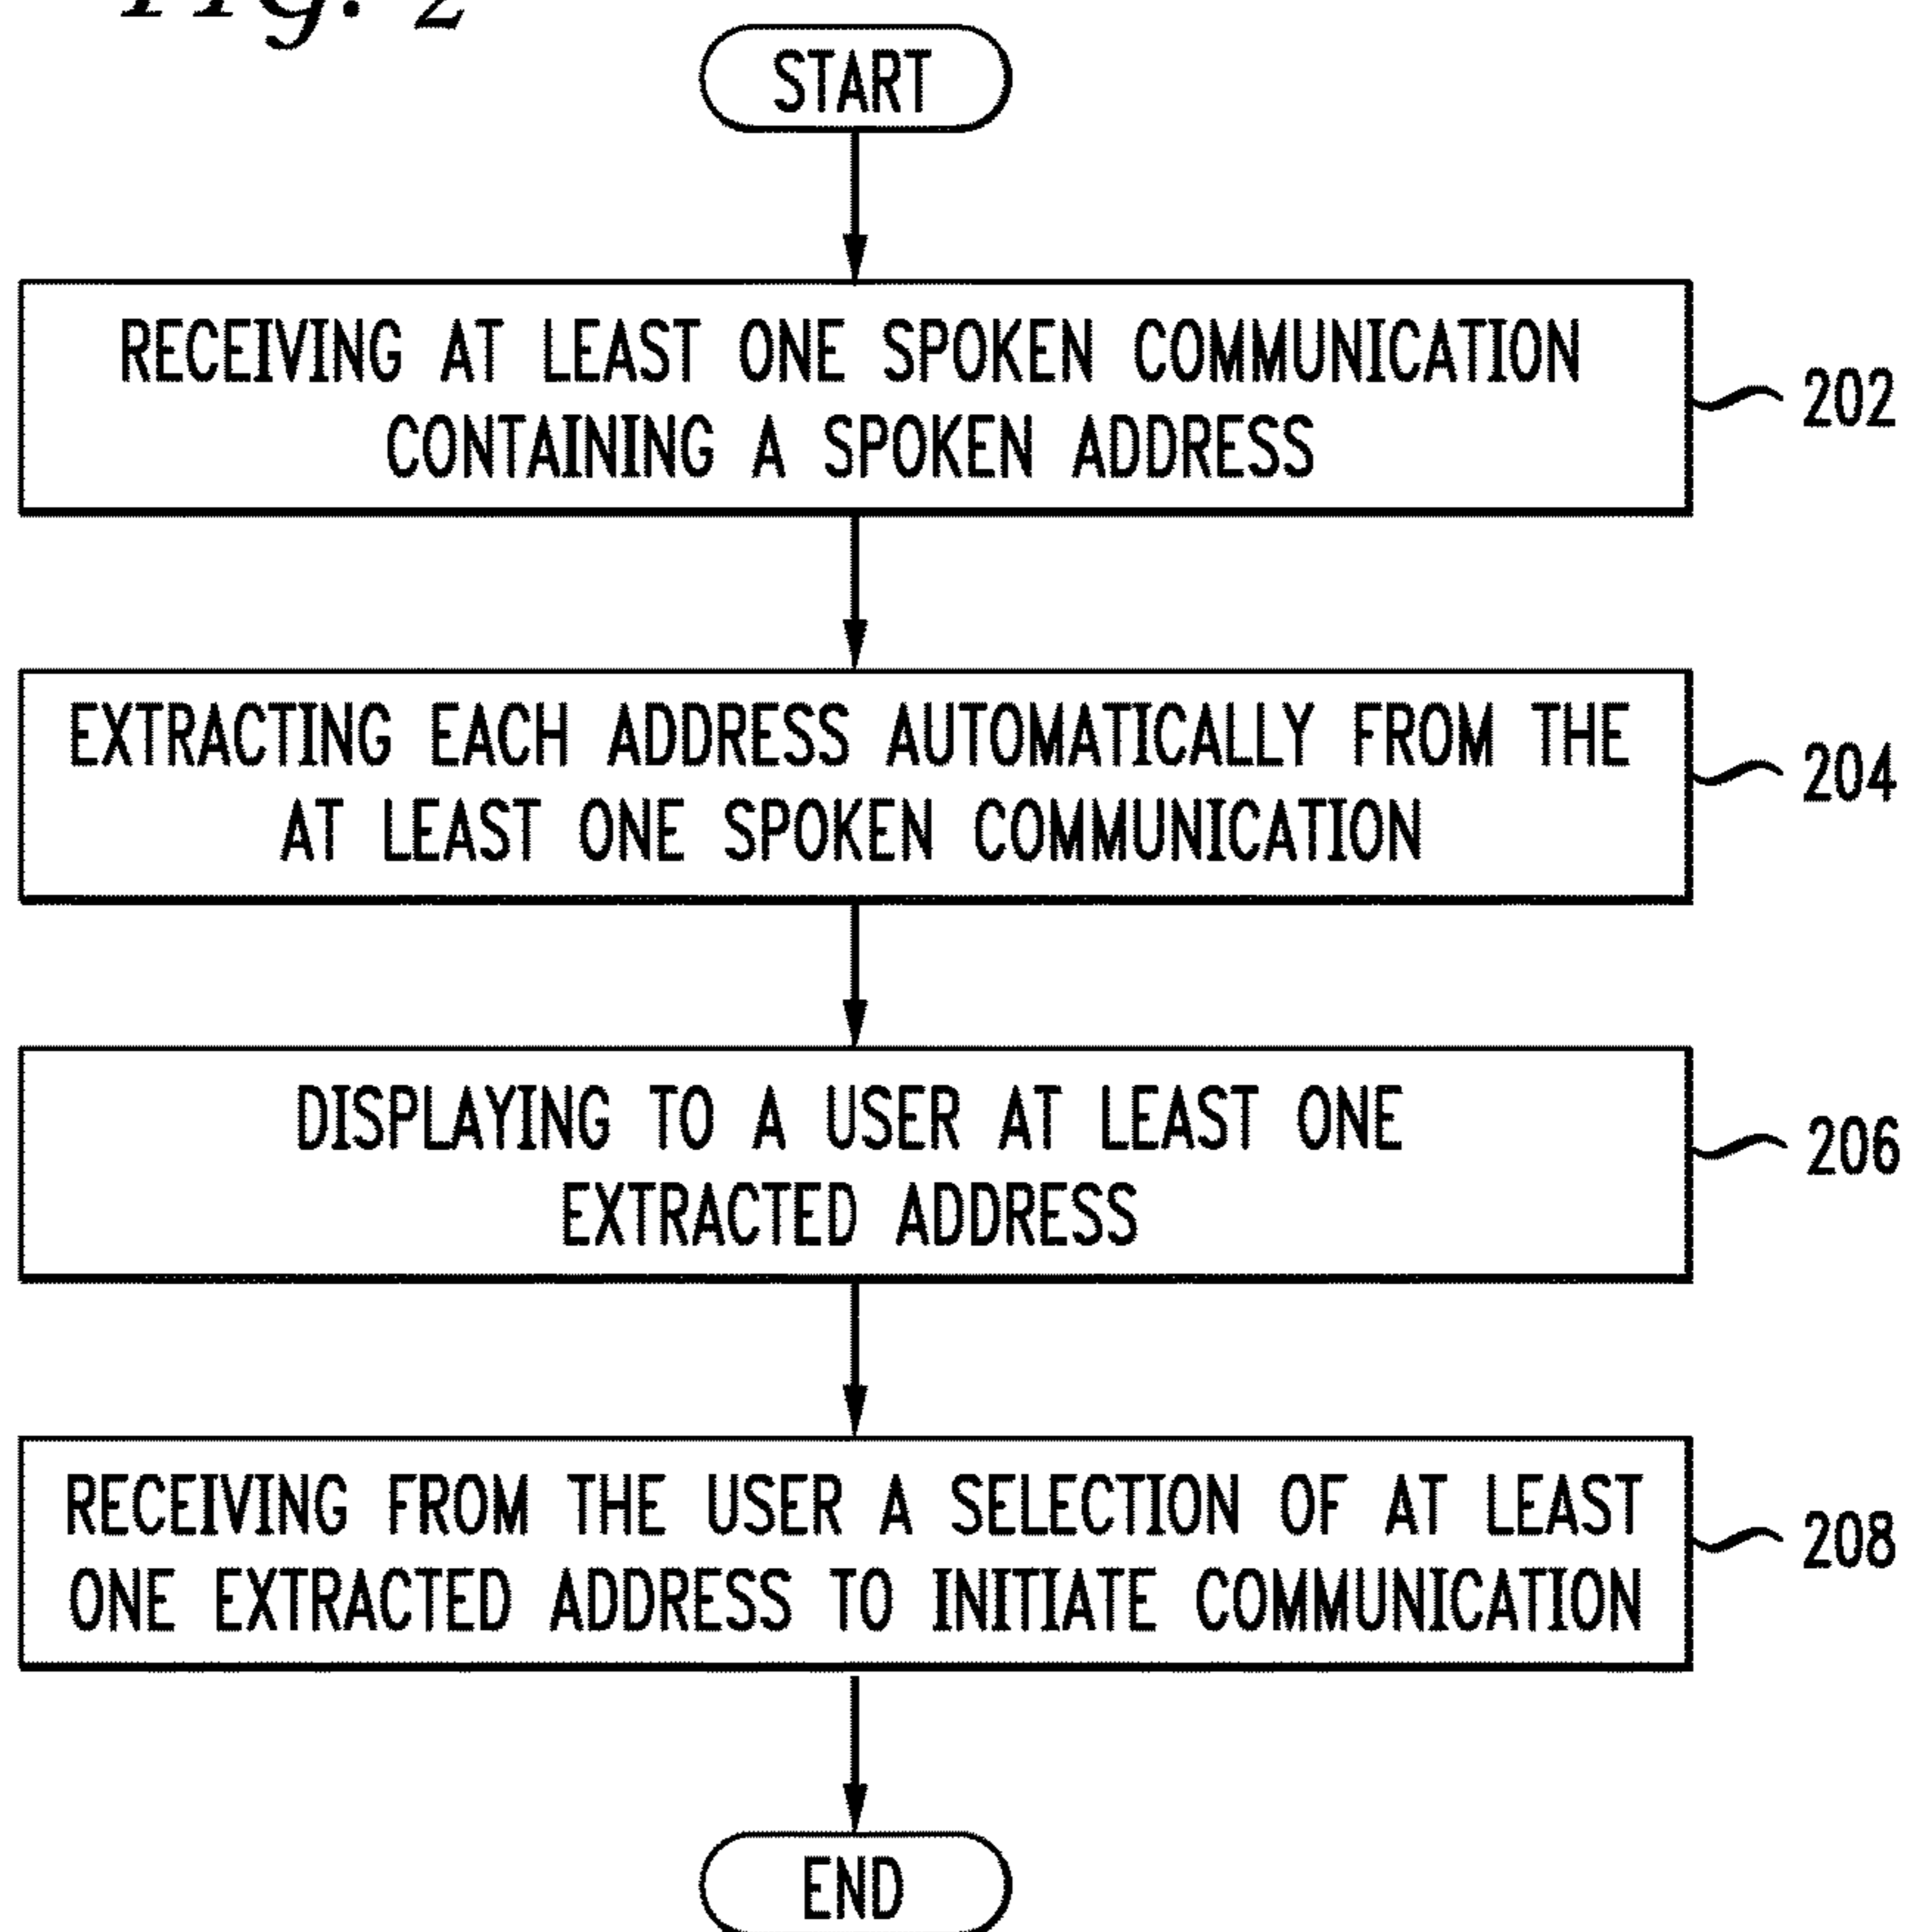 FIG. 2
START
RECEIVING AT LEAST ONE SPOKEN COMMUNICATION
CONTAINING A SPOKEN ADDRESS
202
EXTRACTING EACH ADDRESS AUTOMATICALLY FROM THE
AT LEAST ONE SPOKEN COMMUNICATION
204
DISPLAYING TO A USER AT LEAST ONE
EXTRACTED ADDRESS
206
RECEIVING FROM THE USER A SELECTION OF AT LEAST
ONE EXTRACTED ADDRESS TO INITIATE COMMUNICATION
208
END